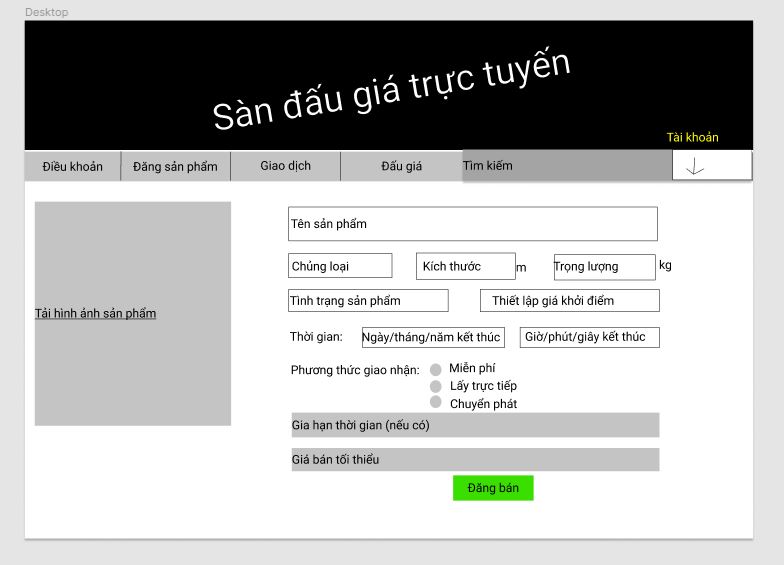 Desktop
Sàn đấu giá trực tuyến
Tài khoản
Điều khoản
Đăng sản phẩm
Giao dịch
Đấu giá
Tìm kiếm
Tải hình ảnh sản phẩm
Tên sản phẩm
Chủng loại
Kích thước
m
Trọng lượng
kg
Tình trạng sản phẩm
Thiết lập giá khởi điểm
Thời gian:
Ngày/tháng/năm kết thúc
Giờ/phút/giây kết thúc
Phương thức giao nhận:
Miễn phí
Lấy trực tiếp
Chuyển phát
Gia hạn thời gian (nếu có)
Giá bán tối thiểu
Đăng bán